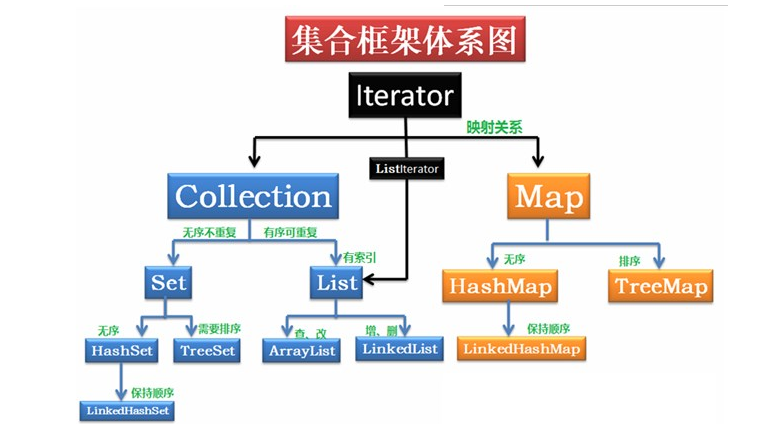 集合框架体系图
Iterator
映射关系
ListIterator
Collection
Map
无序不重复
有序可重复
有索引
无序
排序
Set
List
HashMap
TreeMap
无序
需要排序
查、改
增、删
保持顺序
HashSet
TreeSet
ArrayList
LinkedList
LinkedHashMap
保持顺序
LinkedHashSet